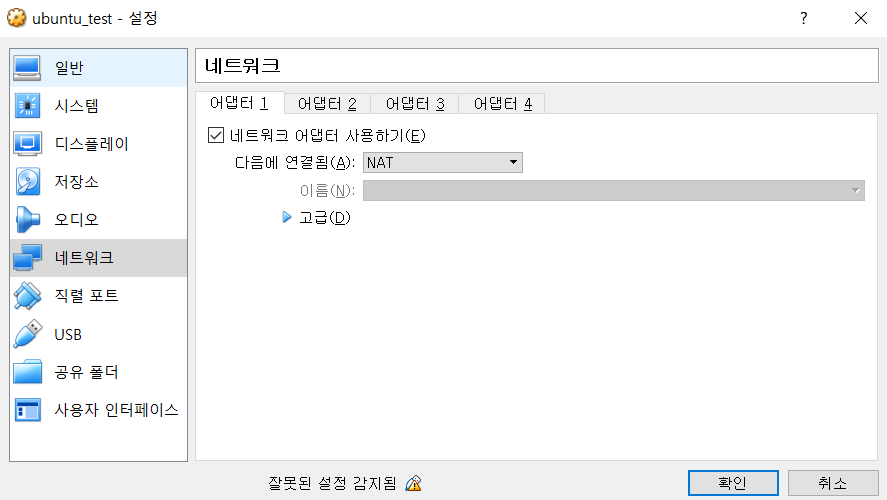 ubuntu_test - 설정
?
일반
시스템
디스플레이
저장소
오디오
네트워크
직렬 포트
USB
공유 폴더
사용자 인터페이스
네트워크
어댑터 1 어댑터 2 어댑터 3 어댑터 4
네트워크 어댑터 사용하기(E)
다음에 연결됨(A): NAT
이름(N):
고급(D)
잘못된 설정 감지됨
확인 취소